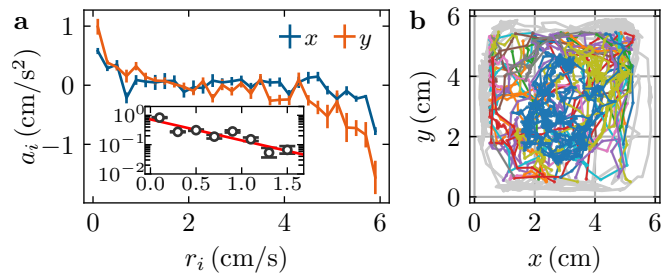 a
x
y
1
0
−1
a_i (cm/s²)
10⁰
10⁻¹
10⁻²
0.0 0.5 1.0 1.5
0 2 4 6
r_i (cm/s)
b
6
4
2
0
y (cm)
0 2 4 6
x (cm)